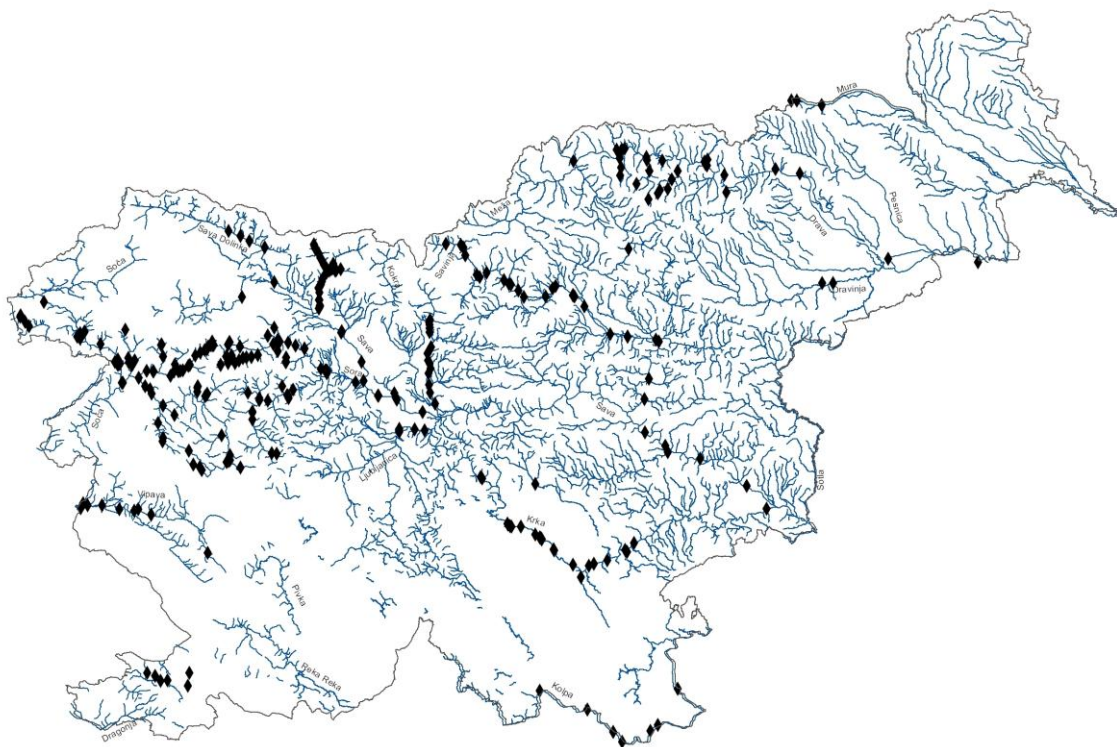 Mura
Meža
Pesnica
Drava
Sava Dolinka
Soča
Kokra
Savinja
Dravinja
Sava
Sora
Soča
Sava
Ljubljanica
Sotla
Vipava
Krka
Pivka
Reka Reka
Kolpa
Dragonja